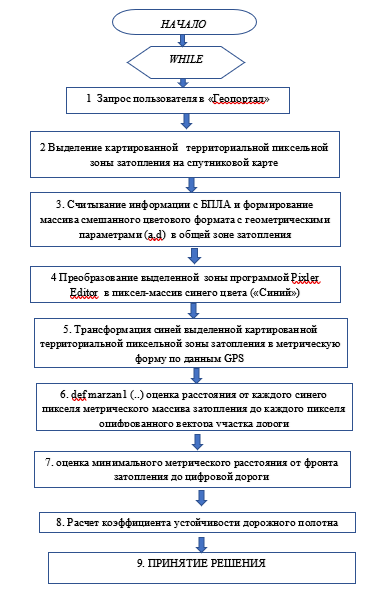 НАЧАЛО
WHILE
1 Запрос пользователя в «Геопортал»
2 Выделение картированной территориальной пиксельной
зоны затопления на спутниковой карте
3. Считывание информации с БПЛА и формирование
массива смешанного цветового формата с геометрическими
параметрами (a,d) в общей зоне затопления
4 Преобразование выделенной зоны программой Pixler
Editor в пиксел-массив синего цвета («Синий»)
5. Трансформация синей выделенной картированной
территориальной пиксельной зоны затопления в метрическую
форму по данным GPS
6. def marzan1 (..) оценка расстояния от каждого синего
пикселя метрического массива затопления до каждого пикселя
оцифрованного вектора участка дороги
7. оценка минимального метрического расстояния от фронта
затопления до цифровой дороги
8. Расчет коэффициента устойчивости дорожного полотна
9. ПРИНЯТИЕ РЕШЕНИЯ